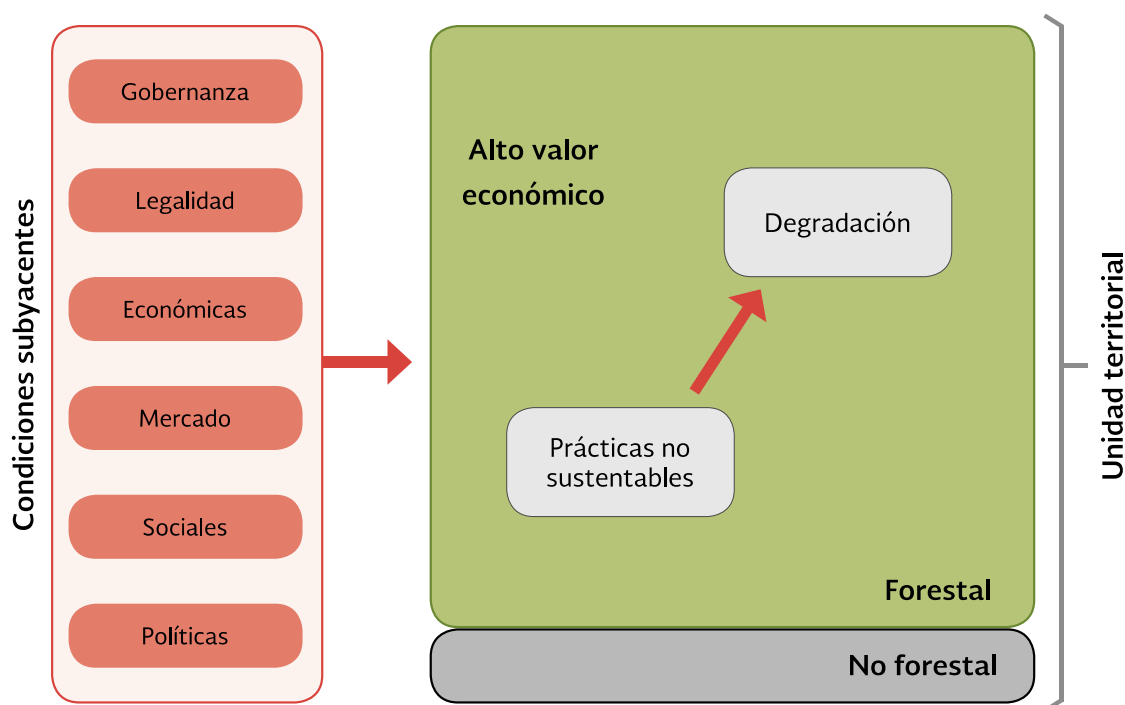 Condiciones subyacentes
Gobernanza
Legalidad
Económicas
Mercado
Sociales
Políticas
Alto valor
económico
Degradación
Prácticas no
sustentables
Forestal
No forestal
Unidad territorial